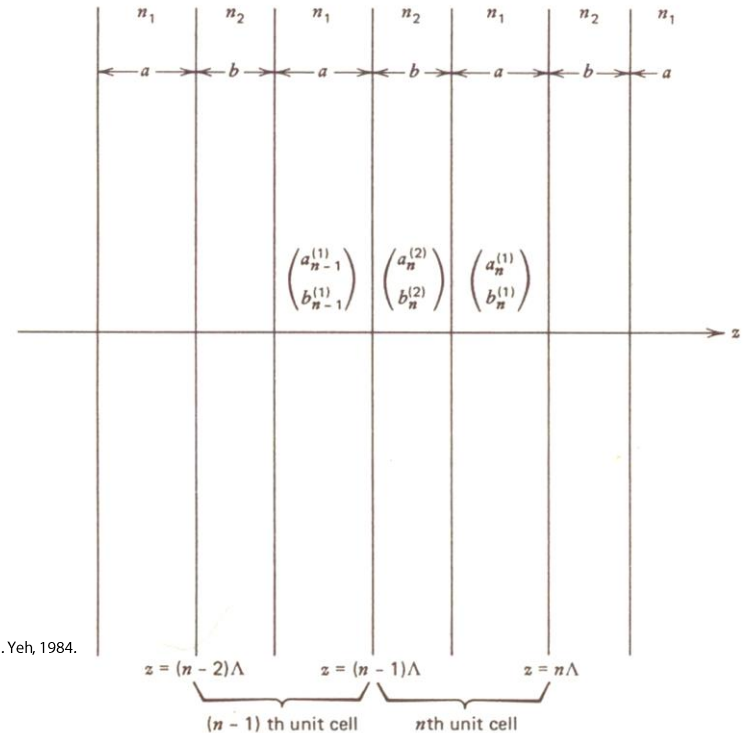 n₁ n₂ n₁ n₂ n₁ n₂ n₁
a b a b a b a
a⁽¹⁾ₙ₋₁ a⁽²⁾ₙ a⁽¹⁾ₙ
b⁽¹⁾ₙ₋₁ b⁽²⁾ₙ b⁽¹⁾ₙ
z
. Yeh, 1984.
z = (n − 2)Λ z = (n − 1)Λ z = nΛ
(n − 1) th unit cell nth unit cell